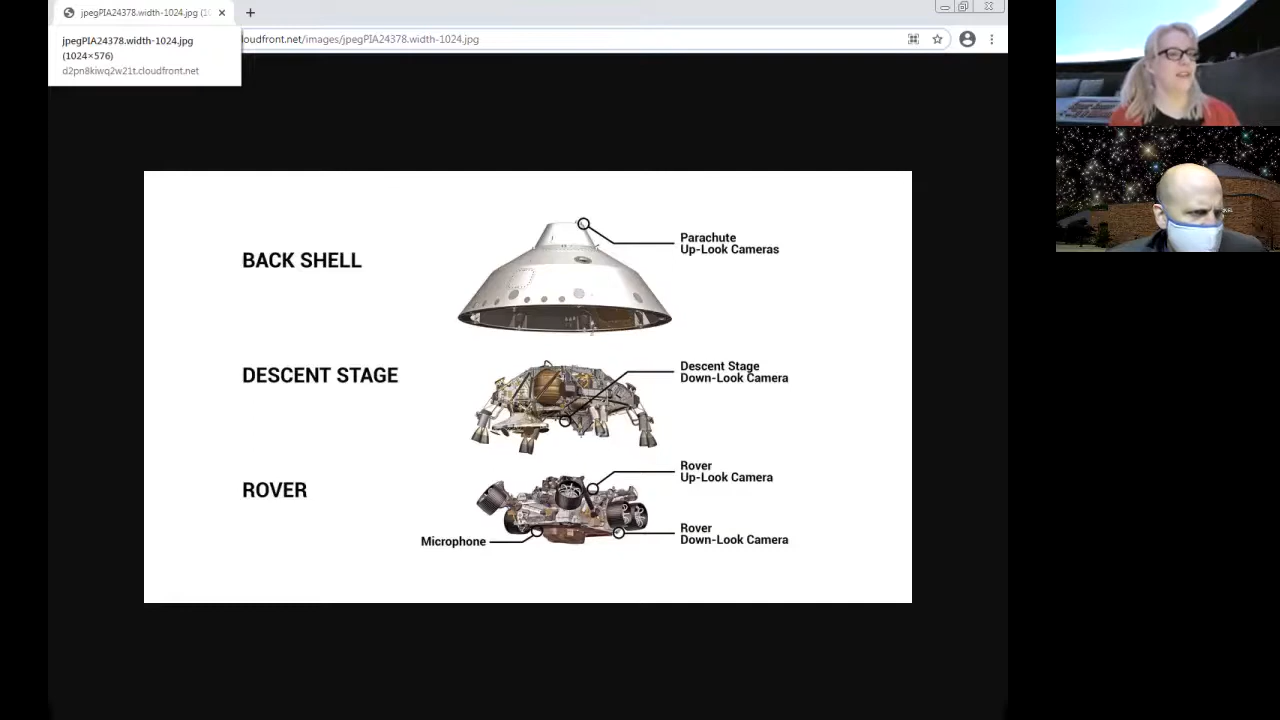 jpegPIA24378.width-1024.jpg (10
jpegPIA24378.width-1024.jpg
(1024×576)
d2pn8kiwq2w21t.cloudfront.net
loudfront.net/images/jpegPIA24378.width-1024.jpg
BACK SHELL
Parachute
Up-Look Cameras
DESCENT STAGE
Descent Stage
Down-Look Camera
ROVER
Rover
Up-Look Camera
Microphone
Rover
Down-Look Camera